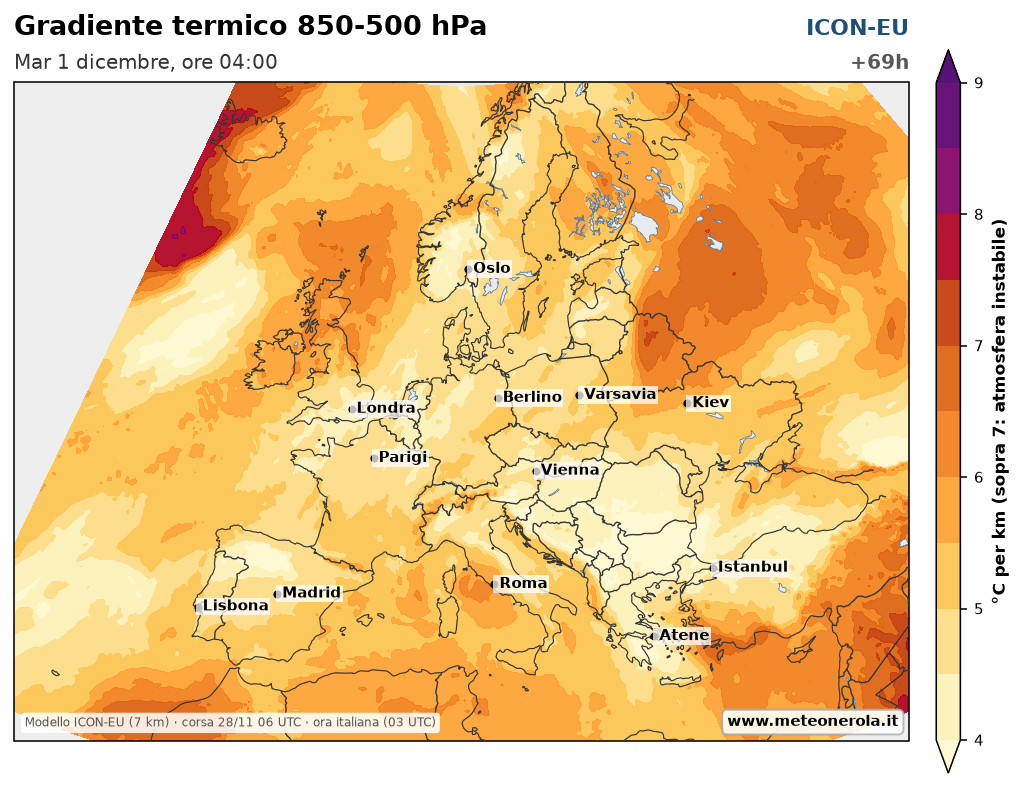 Gradiente termico 850-500 hPa
ICON-EU
Mar 1 dicembre, ore 04:00
+69h
Oslo
Berlino
Varsavia
Kiev
Londra
Parigi
Vienna
Istanbul
Roma
Madrid
Lisbona
Atene
Modello ICON-EU (7 km) · corsa 28/11 06 UTC · ora italiana (03 UTC)
www.meteonerola.it
9
8
7
6
5
4
°C per km (sopra 7: atmosfera instabile)